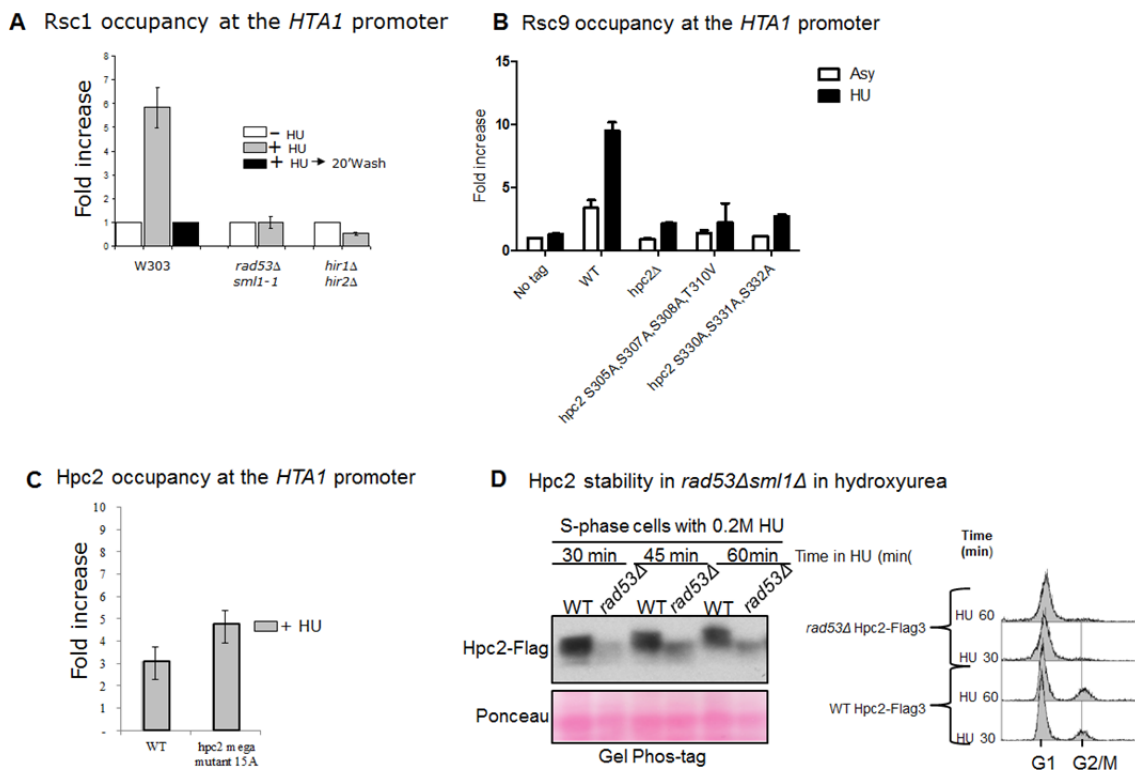 A Rsc1 occupancy at the HTA1 promoter
Fold increase
8
7
6
5
4
3
2
1
0
– HU
+ HU
+ HU → 20'Wash
W303
rad53Δ
sml1-1
hir1Δ
hir2Δ
B Rsc9 occupancy at the HTA1 promoter
Fold increase
15
10
5
0
Asy
HU
No tag
WT
hpc2Δ
hpc2 S305A,S307A,S308A,T310V
hpc2 S330A,S331A,S332A
C Hpc2 occupancy at the HTA1 promoter
Fold increase
10
9
8
7
6
5
4
3
2
1
-
+ HU
WT
hpc2 mega
mutant 15A
D Hpc2 stability in rad53Δsml1Δ in hydroxyurea
S-phase cells with 0.2M HU
30 min 45 min 60min Time in HU (min(
WT rad53Δ WT rad53Δ WT rad53Δ
Hpc2-Flag
Ponceau
Gel Phos-tag
Time
(min)
rad53Δ Hpc2-Flag3
HU 60
HU 30
WT Hpc2-Flag3
HU 60
HU 30
G1 G2/M